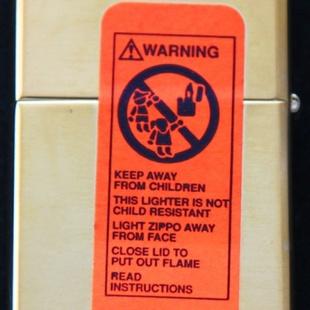 WARNING
KEEP AWAY
FROM CHILDREN
THIS LIGHTER IS NOT
CHILD RESISTANT
LIGHT ZIPPO AWAY
FROM FACE
CLOSE LID TO
PUT OUT FLAME
READ
INSTRUCTIONS